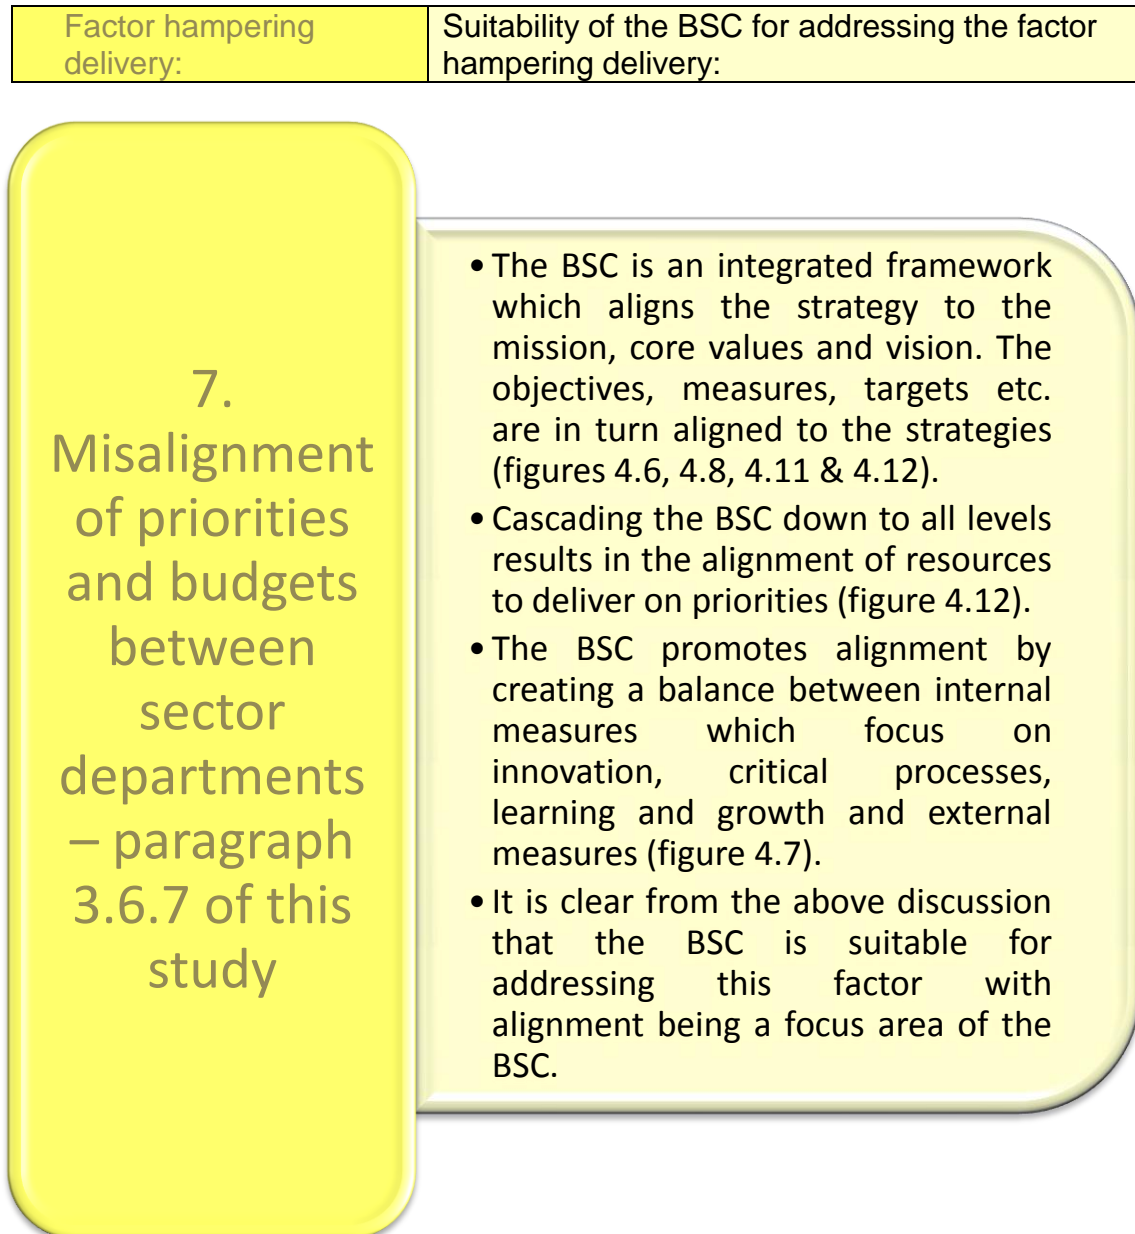 Factor hampering
delivery:
Suitability of the BSC for addressing the factor
hampering delivery:
7.
Misalignment
of priorities
and budgets
between
sector
departments
– paragraph
3.6.7 of this
study
• The BSC is an integrated framework
which aligns the strategy to the
mission, core values and vision. The
objectives, measures, targets etc.
are in turn aligned to the strategies
(figures 4.6, 4.8, 4.11 & 4.12).
• Cascading the BSC down to all levels
results in the alignment of resources
to deliver on priorities (figure 4.12).
• The BSC promotes alignment by
creating a balance between internal
measures which focus on
innovation, critical processes,
learning and growth and external
measures (figure 4.7).
• It is clear from the above discussion
that the BSC is suitable for
addressing this factor with
alignment being a focus area of the
BSC.